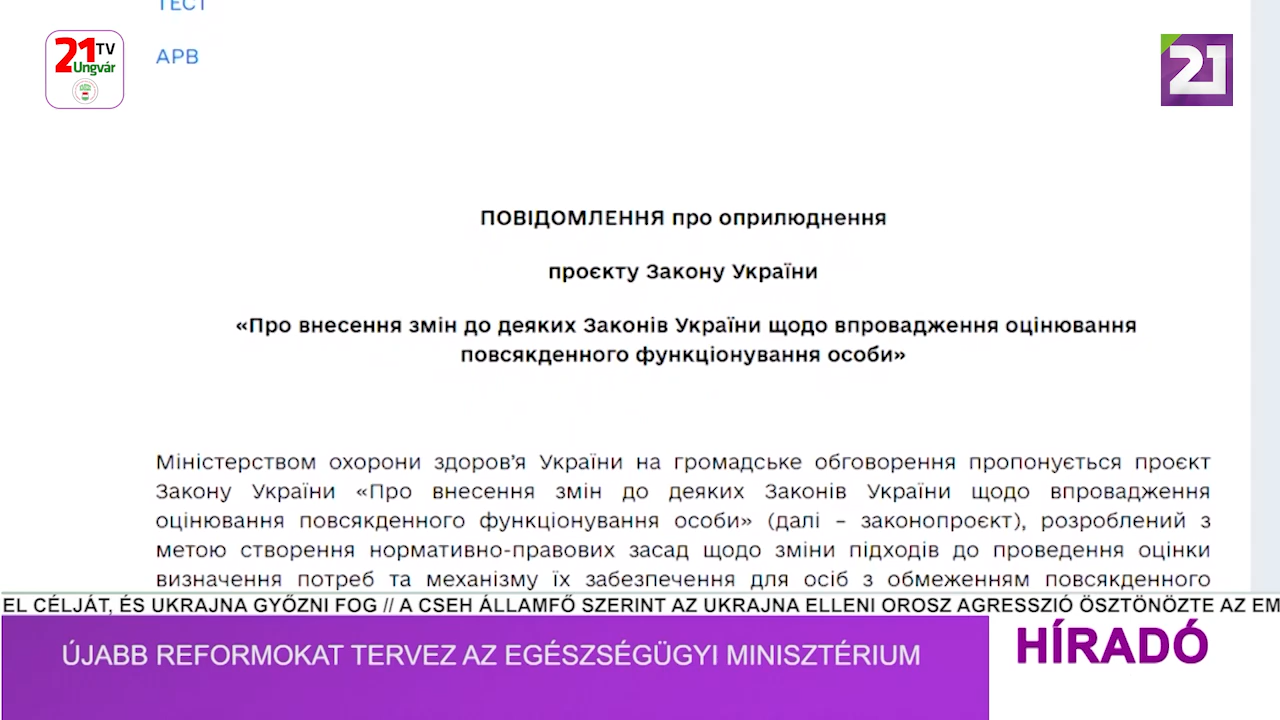 ТЕСТ
21 TV
Ungvár
21
АРВ
ПОВІДОМЛЕННЯ про оприлюднення
проєкту Закону України
«Про внесення змін до деяких Законів України щодо впровадження оцінювання
повсякденного функціонування особи»
Міністерством охорони здоров’я України на громадське обговорення пропонується проєкт
Закону України «Про внесення змін до деяких Законів України щодо впровадження
оцінювання повсякденного функціонування особи» (далі – законопроєкт), розроблений з
метою створення нормативно-правових засад щодо зміни підходів до проведення оцінки
визначення потреб та механізму їх забезпечення для осіб з обмеженням повсякденного
EL CÉLJÁT, ÉS UKRAJNA GYŐZNI FOG // A CSEH ÁLLAMFŐ SZERINT AZ UKRAJNA ELLENI OROSZ AGRESSZIÓ ÖSZTÖNÖZTE AZ EM
ÚJABB REFORMOKAT TERVEZ AZ EGÉSZSÉGÜGYI MINISZTÉRIUM
HÍRADÓ